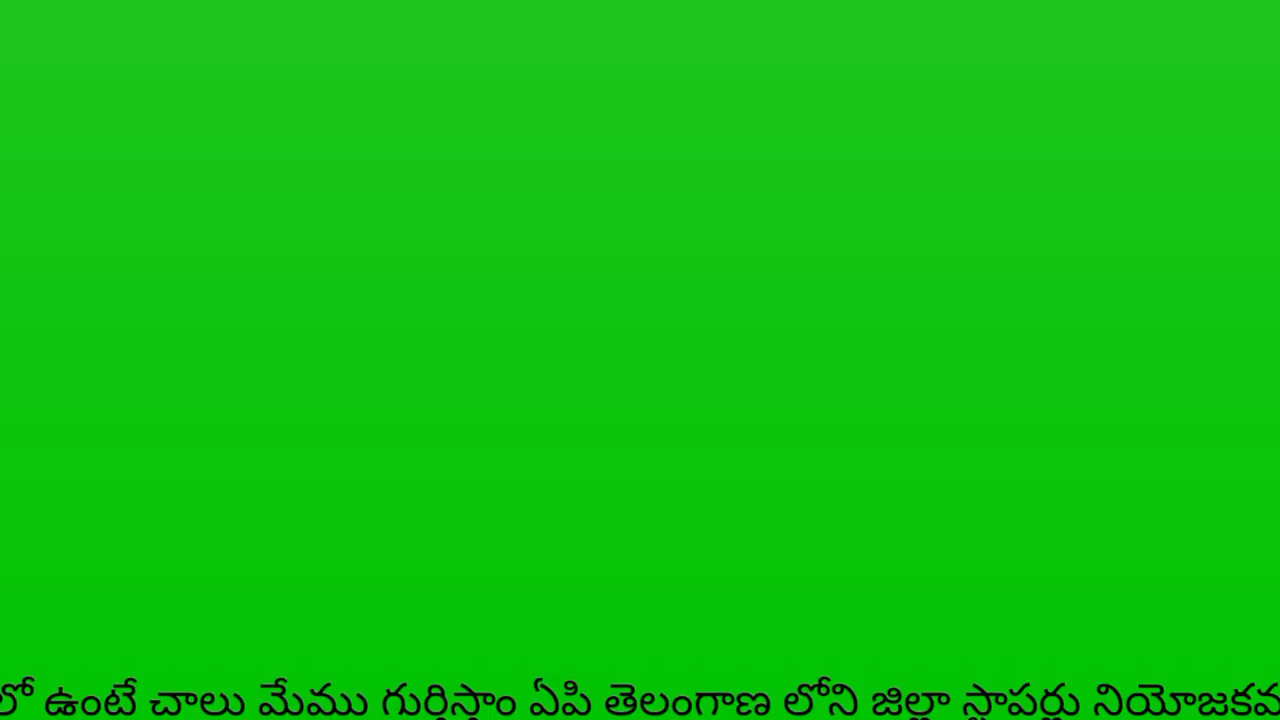 లో ఉంటే చాలు మేము గుర్తిస్తాం ఏపి తెలంగాణ లోని జిల్లా స్టాపర్లు నియోజకవ